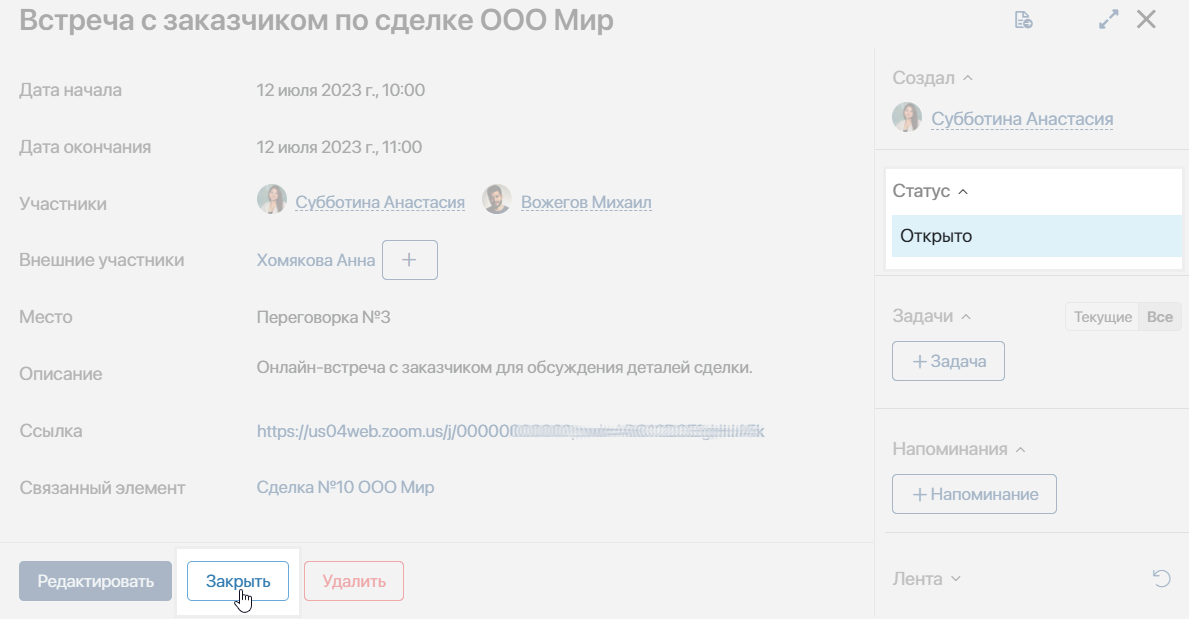 Встреча с заказчиком по сделке ООО Мир
Дата начала 12 июля 2023 г., 10:00
Дата окончания 12 июля 2023 г., 11:00
Участники Субботина Анастасия Вожегов Михаил
Внешние участники Хомякова Анна +
Место Переговорка №3
Описание Онлайн-встреча с заказчиком для обсуждения деталей сделки.
Ссылка https://us04web.zoom.us/j/00000
Связанный элемент Сделка №10 ООО Мир
Редактировать Закрыть Удалить
Создал
Субботина Анастасия
Статус
Открыто
Задачи Текущие Все
+ Задача
Напоминания
+ Напоминание
Лента